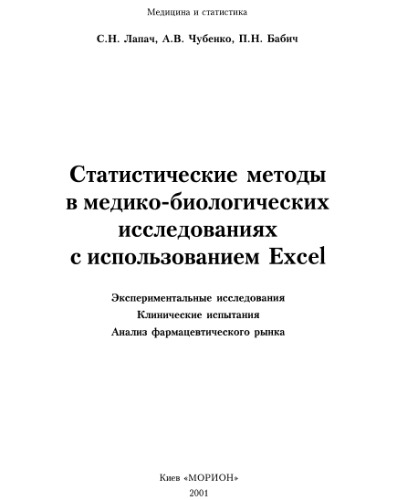 Медицина и статистика
С.Н. Лапач, А.В. Чубенко, П.Н. Бабич
Статистические методы
в медико-биологических
исследованиях
с использованием Excel
Экспериментальные исследования
Клинические испытания
Анализ фармацевтического рынка
Киев «МОРИОН»
2001